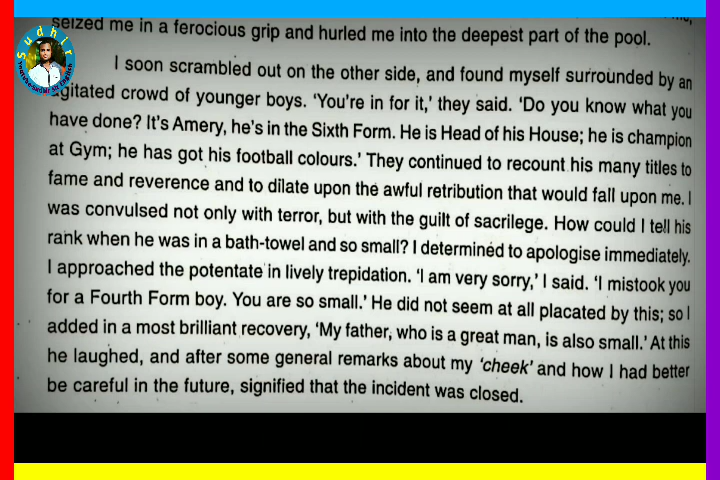 Sudhir
seized me in a ferocious grip and hurled me into the deepest part of the pool.
I soon scrambled out on the other side, and found myself surrounded by an
agitated crowd of younger boys. ‘You're in for it,’ they said. ‘Do you know what you
have done? It's Amery, he's in the Sixth Form. He is Head of his House; he is champion
at Gym; he has got his football colours.’ They continued to recount his many titles to
fame and reverence and to dilate upon the awful retribution that would fall upon me. I
was convulsed not only with terror, but with the guilt of sacrilege. How could I tell his
rank when he was in a bath-towel and so small? I determined to apologise immediately.
I approached the potentate in lively trepidation. ‘I am very sorry,’ I said. ‘I mistook you
for a Fourth Form boy. You are so small.’ He did not seem at all placated by this; so I
added in a most brilliant recovery, ‘My father, who is a great man, is also small.’ At this
he laughed, and after some general remarks about my ‘cheek’ and how I had better
be careful in the future, signified that the incident was closed.